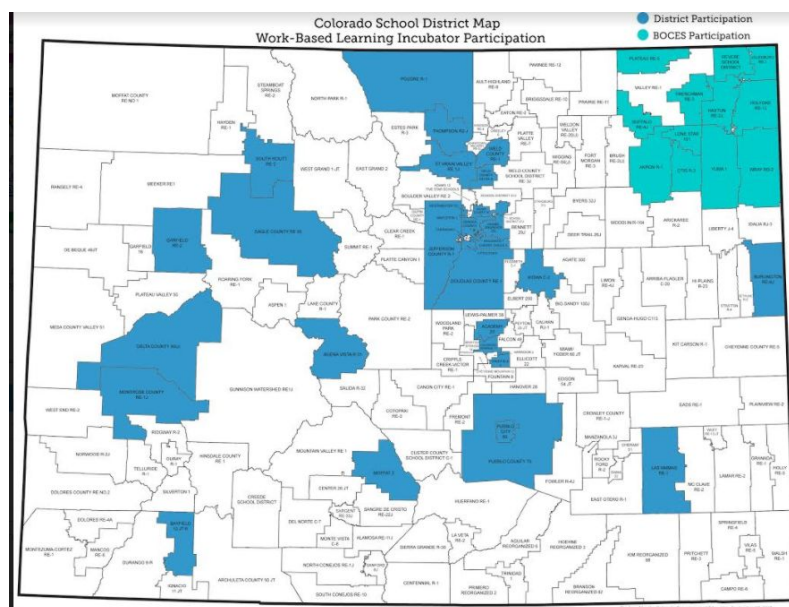 Colorado School District Map
Work-Based Learning Incubator Participation
District Participation
BOCES Participation
MOFFAT COUNTY
RE NO.1
STEAMBOAT
SPRINGS
RE-2
NORTH PARK R-1
POUDRE R-1
HAYDEN
RE-1
SOUTH ROUTT
RE-3
ESTES PARK
R-3
THOMPSON R2-J
AULT-HIGHLAND
RE-9
PAWNEE RE-12
BRIGGSDALE RE-10
PRAIRIE RE-11
EATON RE-2
PLATEAU RE-5
VALLEY RE-1
PLATTE
VALLEY
RE-7
WELDON
VALLEY
RE-20(J)
WIGGINS
RE-50(J)
FORT
MORGAN
RE-3
BRUSH
RE-2(J)
BUFFALO
RE-4J
HAXTUN
RE-2J
HOLYOKE
RE-1J
LONE STAR
101
AKRON R-1
OTIS R-3
YUMA 1
WRAY RD-2
RANGELY RE-4
MEEKER RE1
WEST GRAND 1-JT
EAST GRAND 2
ST VRAIN VALLEY
RE 1J
BOULDER VALLEY RE 2
WELD COUNTY
SCHOOL DISTRICT
RE-3J
EAGLE COUNTY RE 50
SUMMIT RE-1
CLEAR CREEK
RE-1
PLATTE CANYON 1
JEFFERSON
COUNTY R-1
BENNETT
29J
BYERS 32J
DEER TRAIL 26J
WOODLIN R-104
ARICKAREE
R-2
LIBERTY J-4
IDALIA RJ-3
DE BEQUE 49JT
GARFIELD
16
GARFIELD
RE-2
ROARING FORK
RE-1
PLATEAU VALLEY 50
MESA COUNTY VALLEY 51
ASPEN 1
LAKE COUNTY
R-1
PARK COUNTY RE-2
DOUGLAS COUNTY RE 1
KIOWA C-2
AGATE 300
ELBERT 200
BIG SANDY 100J
LIMON
RE-4J
GENOA-HUGO C113
ARRIBA-FLAGLER
C-20
HI PLAINS
R-23
BURLINGTON
RE-6J
KIT CARSON R-1
CHEYENNE COUNTY RE-5
DELTA COUNTY 50(J)
BUENA VISTA R-31
SALIDA R-32
WOODLAND
PARK
RE-2
CRIPPLE
CREEK-VICTOR
RE-1
LEWIS-PALMER 38
ACADEMY
20
FALCON 49
CALHAN
RJ-1
ELLICOTT
22
MIAMI
YODER 60 JT
EDISON
54 JT
HANOVER 28
FOUNTAIN 8
KARVAL RE-23
MONTROSE COUNTY
RE-1J
WEST END RE-2
GUNNISON WATERSHED RE1J
CANON CITY RE-1
COTOPAXI
RE-3
FREMONT
RE-2
CUSTER COUNTY
SCHOOL DISTRICT C-1
PUEBLO
CITY
60
PUEBLO COUNTY 70
CROWLEY COUNTY
RE-1-J
EADS RE-1
PLAINVIEW RE-2
RIDGWAY R-2
NORWOOD R-2J
TELLURIDE
R-1
OURAY
R-1
SILVERTON 1
HINSDALE COUNTY
RE 1
MOUNTAIN VALLEY RE 1
MOFFAT 2
CENTER 26 JT
MANZANOLA 3J
ROCKY
FORD
R-2
FOWLER R-4J
EAST OTERO R-1
LAS ANIMAS
RE-1
MC CLAVE
RE-2
LAMAR RE-2
GRANADA
RE-1
HOLLY
RE-3
DOLORES COUNTY RE NO.2
DOLORES RE-4A
MONTEZUMA-CORTEZ
RE-1
MANCOS
RE-6
DURANGO 9-R
BAYFIELD
10 JT-R
IGNACIO
11 JT
ARCHULETA COUNTY 50 JT
CREEDE
SCHOOL
DISTRICT
DEL NORTE C-7
SARGENT
RE-33J
MONTE VISTA
C-8
ALAMOSA RE-11J
SANGRE DE CRISTO
RE-22J
SIERRA GRANDE R-30
NORTH CONEJOS RE-1J
SOUTH CONEJOS RE-10
SANFORD
6J
CENTENNIAL R-1
HUERFANO RE-1
LA VETA
RE-2
PRIMERO
REORGANIZED 2
AGUILAR
REORGANIZED 6
TRINIDAD
1
HOEHNE
REORGANIZED 3
BRANSON
REORGANIZED 82
KIM REORGANIZED
88
PRITCHETT
RE-3
SPRINGFIELD
RE-4
VILAS
RE-5
WALSH
RE-1
CAMPO RE-6